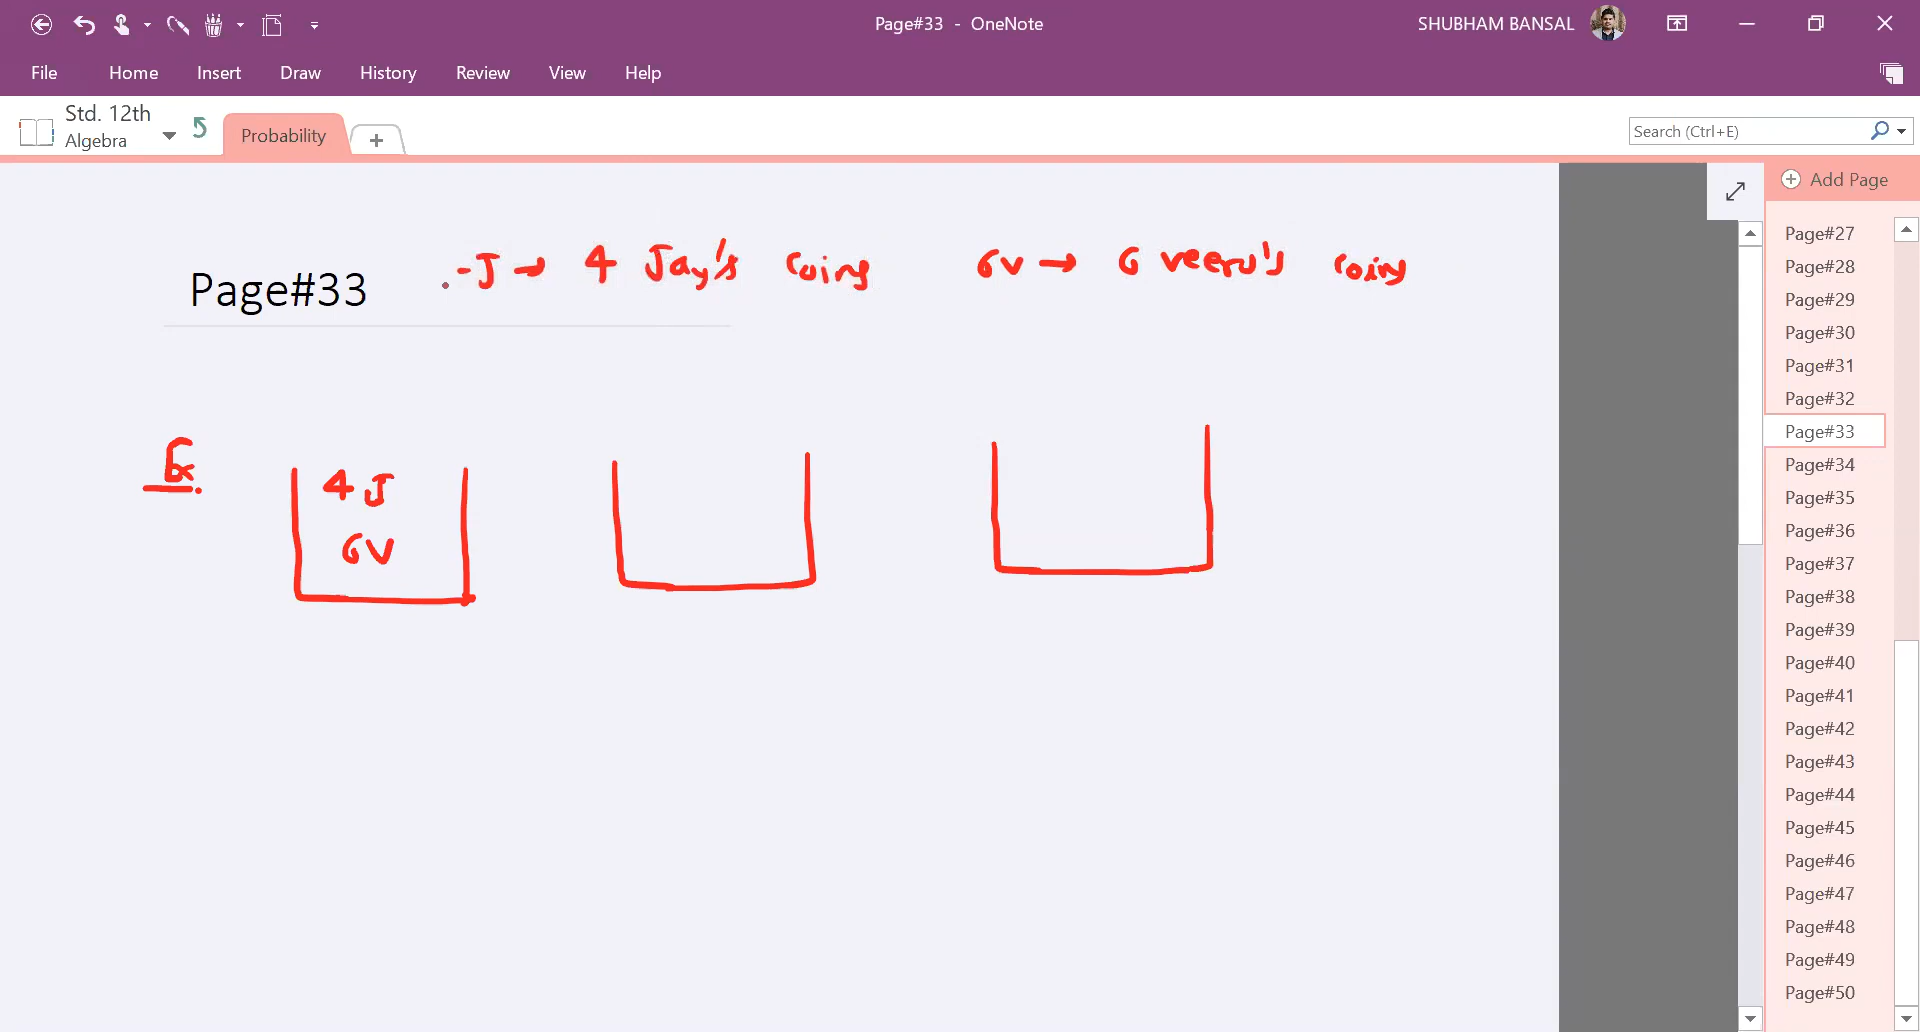 Page#33 - OneNote
SHUBHAM BANSAL
File Home Insert Draw History Review View Help
Std. 12th
Algebra
Probability
+
Search (Ctrl+E)
Add Page
Page#33
-J → 4 Jay's Coins 6V → 6 Veeru's Coins
Ex.
4 J
6V
Page#27
Page#28
Page#29
Page#30
Page#31
Page#32
Page#33
Page#34
Page#35
Page#36
Page#37
Page#38
Page#39
Page#40
Page#41
Page#42
Page#43
Page#44
Page#45
Page#46
Page#47
Page#48
Page#49
Page#50